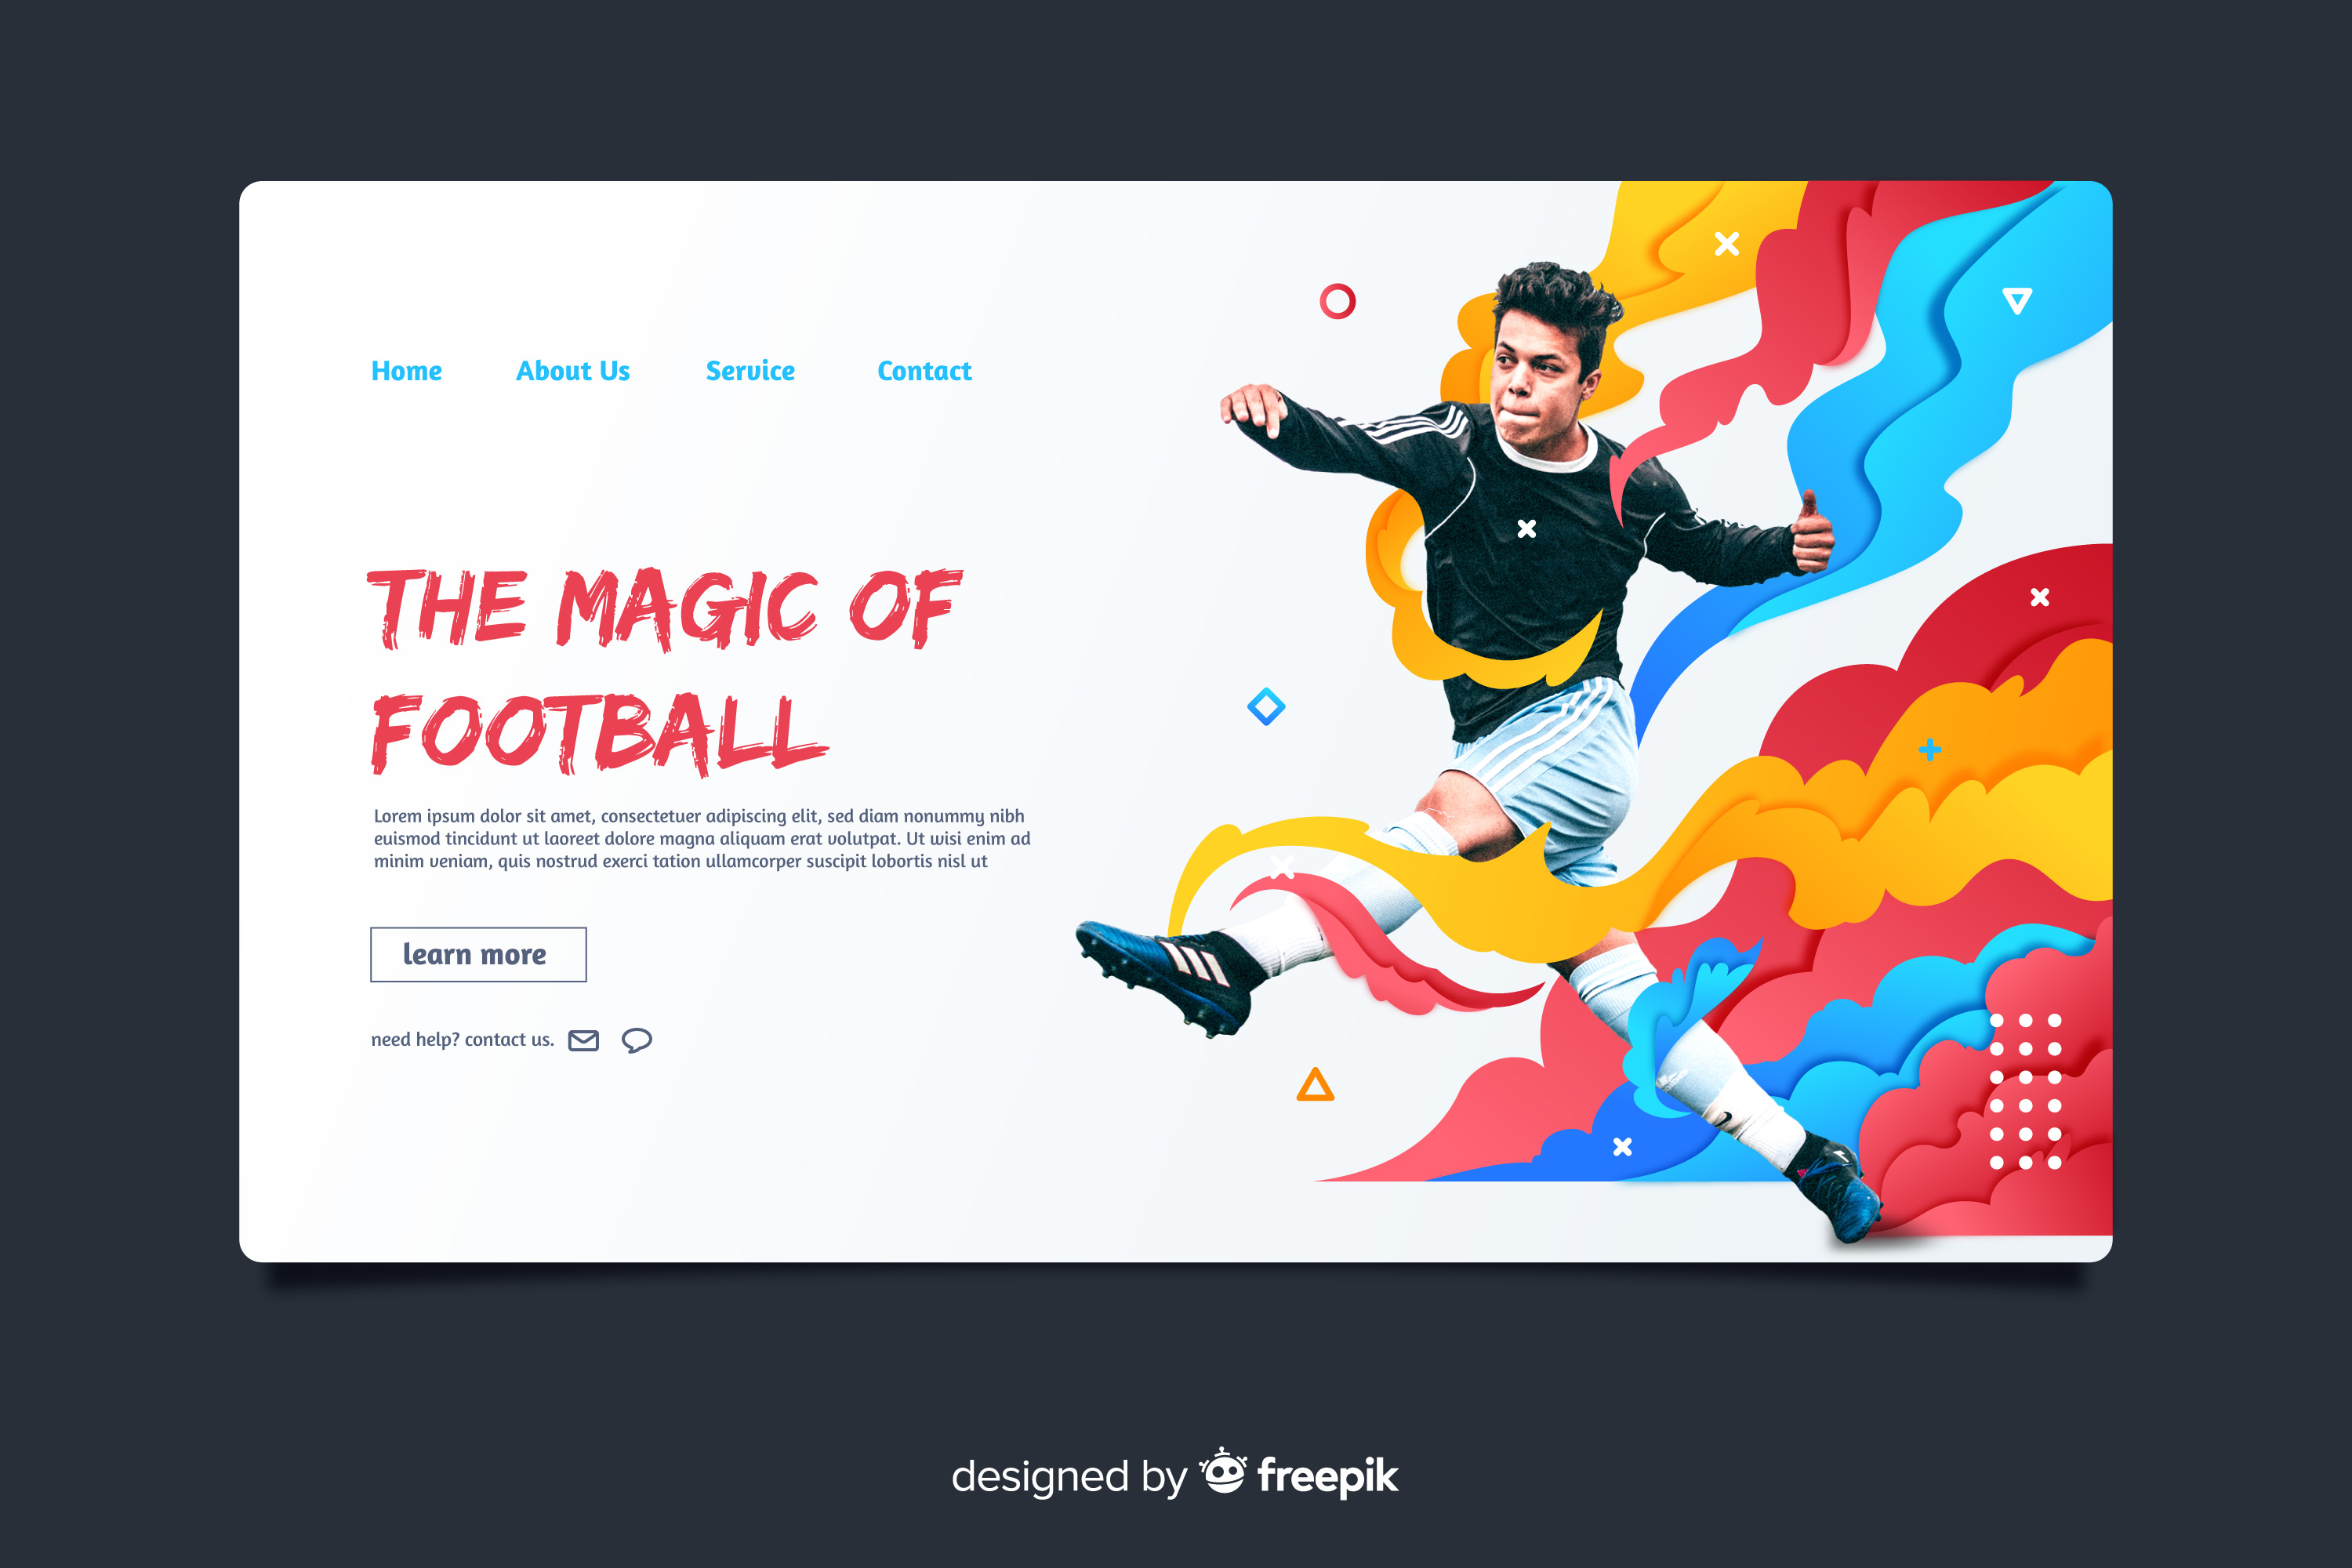 Home About Us Service Contact
THE MAGIC OF
FOOTBALL
Lorem ipsum dolor sit amet, consectetuer adipiscing elit, sed diam nonummy nibh
euismod tincidunt ut laoreet dolore magna aliquam erat volutpat. Ut wisi enim ad
minim veniam, quis nostrud exerci tation ullamcorper suscipit lobortis nisl ut
learn more
need help? contact us.
designed by freepik